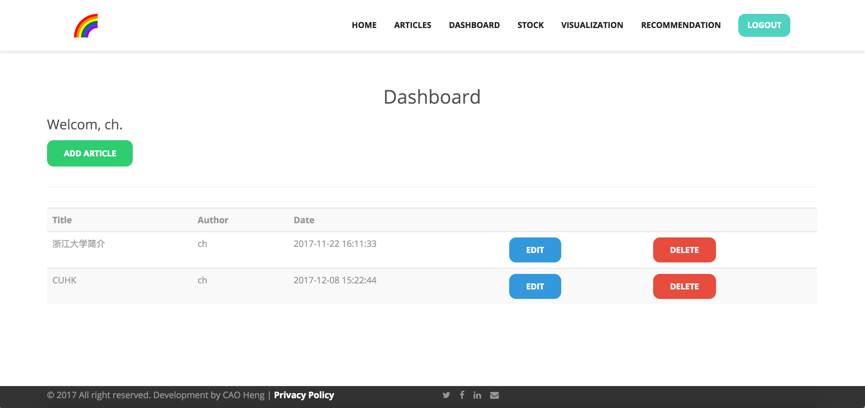 HOME ARTICLES DASHBOARD STOCK VISUALIZATION RECOMMENDATION LOGOUT
Dashboard
Welcom, ch.
ADD ARTICLE
Title Author Date
浙江大学简介 ch 2017-11-22 16:11:33 EDIT DELETE
CUHK ch 2017-12-08 15:22:44 EDIT DELETE
© 2017 All right reserved. Development by CAO Heng | Privacy Policy